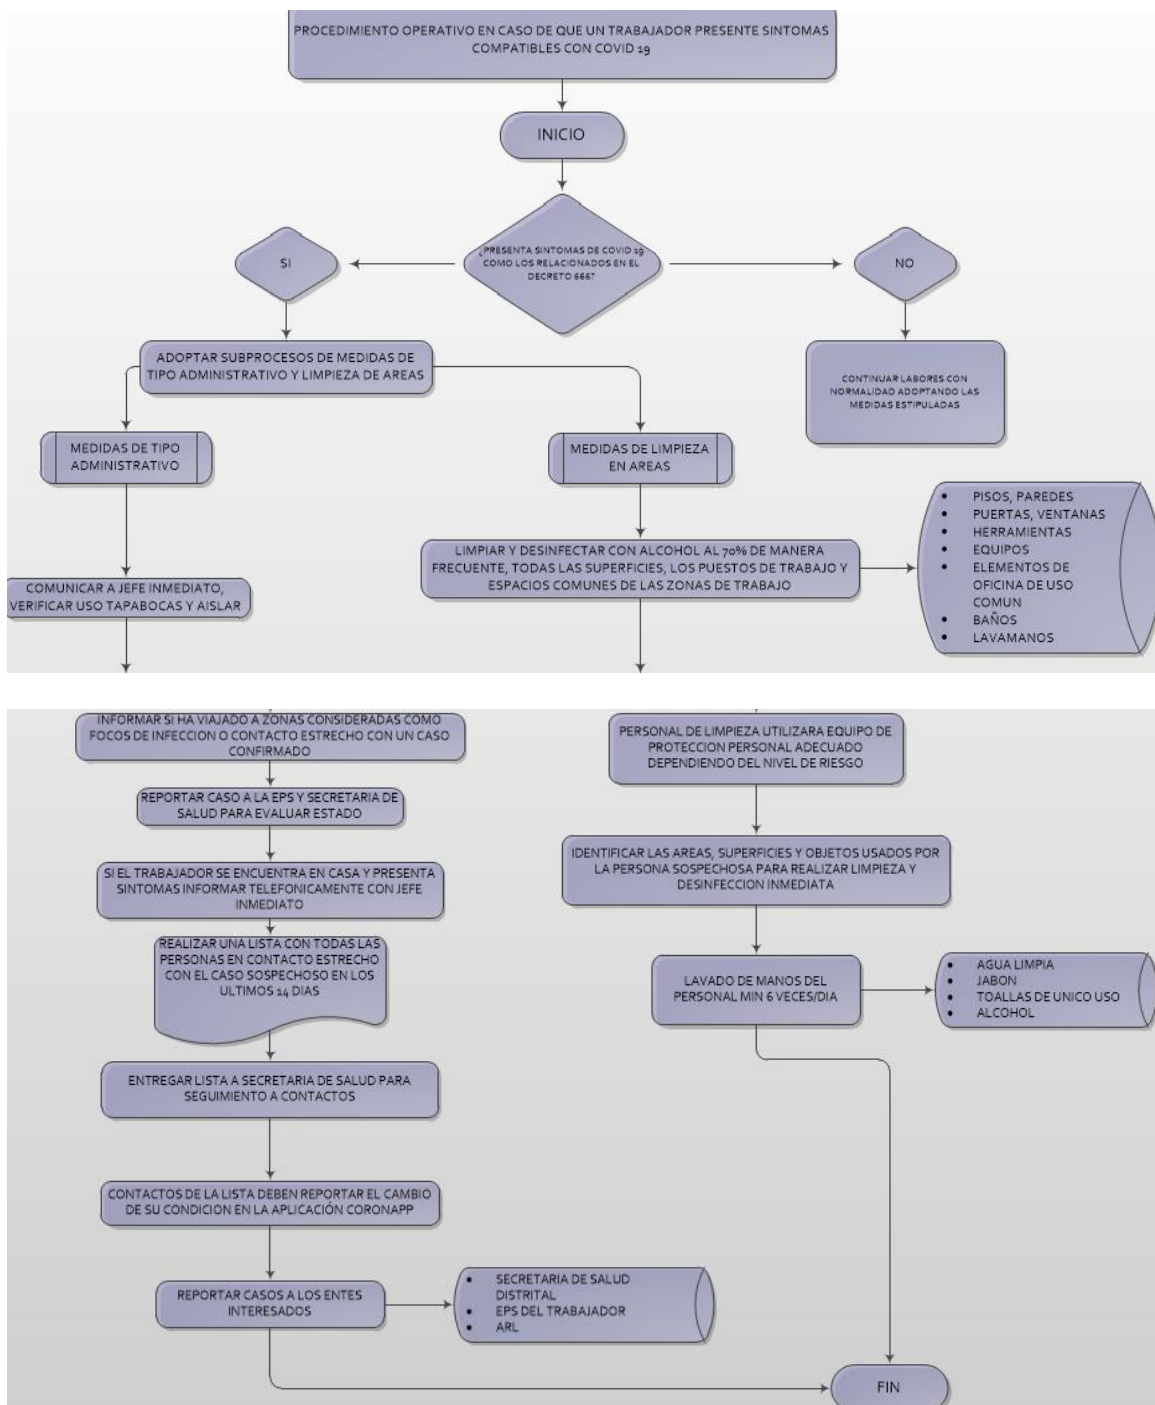 PROCEDIMIENTO OPERATIVO EN CASO DE QUE UN TRABAJADOR PRESENTE SINTOMAS
COMPATIBLES CON COVID 19
INICIO
¿PRESENTA SINTOMAS DE COVID 19
COMO LOS RELACIONADOS EN EL
DECRETO 666?
SI
NO
ADOPTAR SUBPROCESOS DE MEDIDAS DE
TIPO ADMINISTRATIVO Y LIMPIEZA DE AREAS
CONTINUAR LABORES CON
NORMALIDAD ADOPTANDO LAS
MEDIDAS ESTIPULADAS
MEDIDAS DE TIPO
ADMINISTRATIVO
MEDIDAS DE LIMPIEZA
EN AREAS
LIMPIAR Y DESINFECTAR CON ALCOHOL AL 70% DE MANERA
FRECUENTE, TODAS LAS SUPERFICIES, LOS PUESTOS DE TRABAJO Y
ESPACIOS COMUNES DE LAS ZONAS DE TRABAJO
• PISOS, PAREDES
• PUERTAS, VENTANAS
• HERRAMIENTAS
• EQUIPOS
• ELEMENTOS DE
OFICINA DE USO
COMUN
• BAÑOS
• LAVAMANOS
COMUNICAR A JEFE INMEDIATO,
VERIFICAR USO TAPABOCAS Y AISLAR
INFORMAR SI HA VIAJADO A ZONAS CONSIDERADAS COMO
FOCOS DE INFECCION O CONTACTO ESTRECHO CON UN CASO
CONFIRMADO
REPORTAR CASO A LA EPS Y SECRETARIA DE
SALUD PARA EVALUAR ESTADO
SI EL TRABAJADOR SE ENCUENTRA EN CASA Y PRESENTA
SINTOMAS INFORMAR TELEFONICAMENTE CON JEFE
INMEDIATO
REALIZAR UNA LISTA CON TODAS LAS
PERSONAS EN CONTACTO ESTRECHO
CON EL CASO SOSPECHOSO EN LOS
ULTIMOS 14 DIAS
ENTREGAR LISTA A SECRETARIA DE SALUD PARA
SEGUIMIENTO A CONTACTOS
CONTACTOS DE LA LISTA DEBEN REPORTAR EL CAMBIO
DE SU CONDICION EN LA APLICACIÓN CORONAPP
REPORTAR CASOS A LOS ENTES
INTERESADOS
• SECRETARIA DE SALUD
DISTRITAL
• EPS DEL TRABAJADOR
• ARL
PERSONAL DE LIMPIEZA UTILIZARA EQUIPO DE
PROTECCION PERSONAL ADECUADO
DEPENDIENDO DEL NIVEL DE RIESGO
IDENTIFICAR LAS AREAS, SUPERFICIES Y OBJETOS USADOS POR
LA PERSONA SOSPECHOSA PARA REALIZAR LIMPIEZA Y
DESINFECCION INMEDIATA
LAVADO DE MANOS DEL
PERSONAL MIN 6 VECES/DIA
• AGUA LIMPIA
• JABON
• TOALLAS DE UNICO USO
• ALCOHOL
FIN